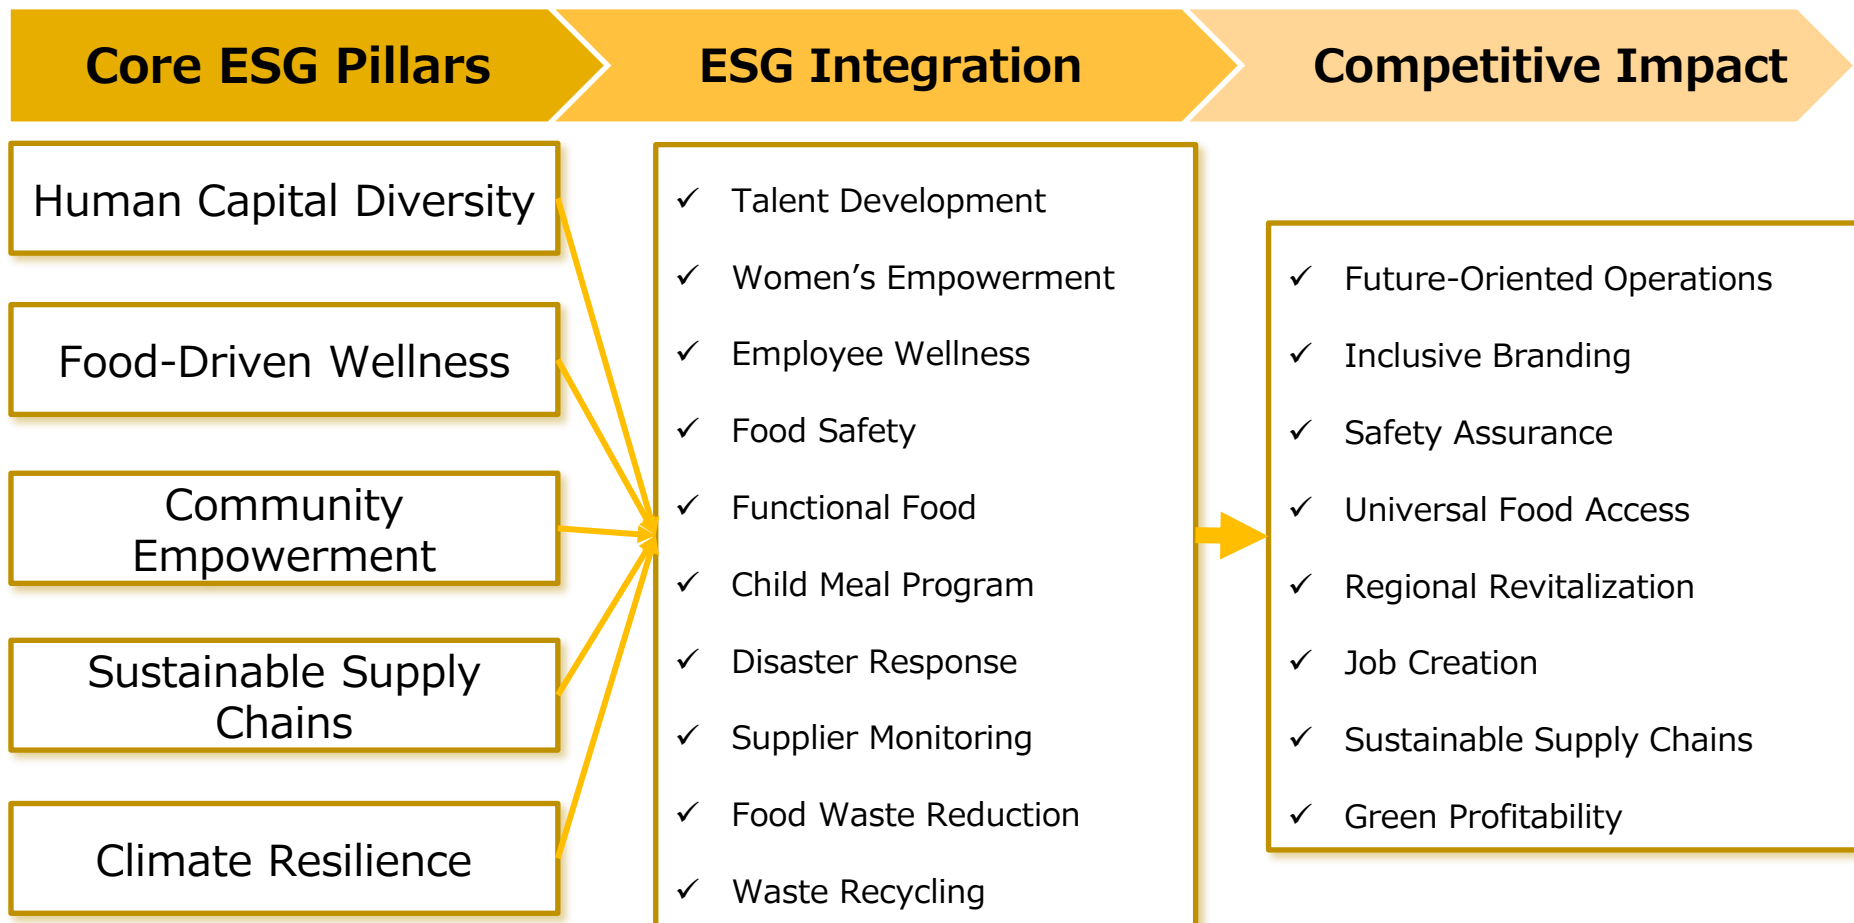 Core ESG Pillars
ESG Integration
Competitive Impact
Human Capital Diversity
Food-Driven Wellness
Community
Empowerment
Sustainable Supply
Chains
Climate Resilience
✓ Talent Development
✓ Women’s Empowerment
✓ Employee Wellness
✓ Food Safety
✓ Functional Food
✓ Child Meal Program
✓ Disaster Response
✓ Supplier Monitoring
✓ Food Waste Reduction
✓ Waste Recycling
✓ Future-Oriented Operations
✓ Inclusive Branding
✓ Safety Assurance
✓ Universal Food Access
✓ Regional Revitalization
✓ Job Creation
✓ Sustainable Supply Chains
✓ Green Profitability